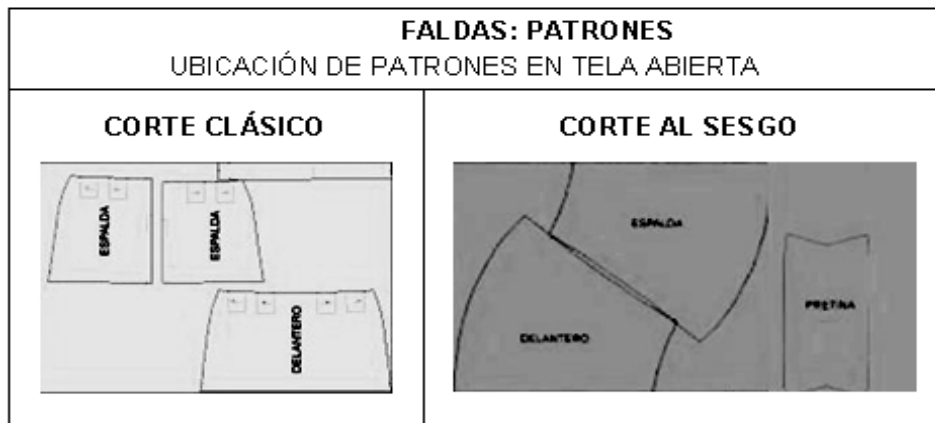 FALDAS: PATRONES
UBICACIÓN DE PATRONES EN TELA ABIERTA
CORTE CLÁSICO
CORTE AL SESGO
ESPALDA
ESPALDA
DELANTERO
ESPALDA
DELANTERO
PRETINA